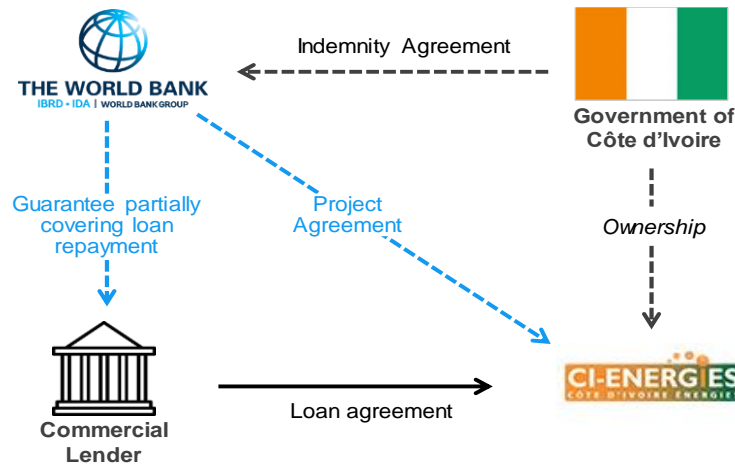 Indemnity Agreement
THE WORLD BANK
IBRD • IDA | WORLD BANK GROUP
Government of
Côte d'Ivoire
Guarantee partially
covering loan
repayment
Project
Agreement
Ownership
CI-ENERGIES
CÔTE D'IVOIRE ÉNERGIES
Loan agreement
Commercial
Lender